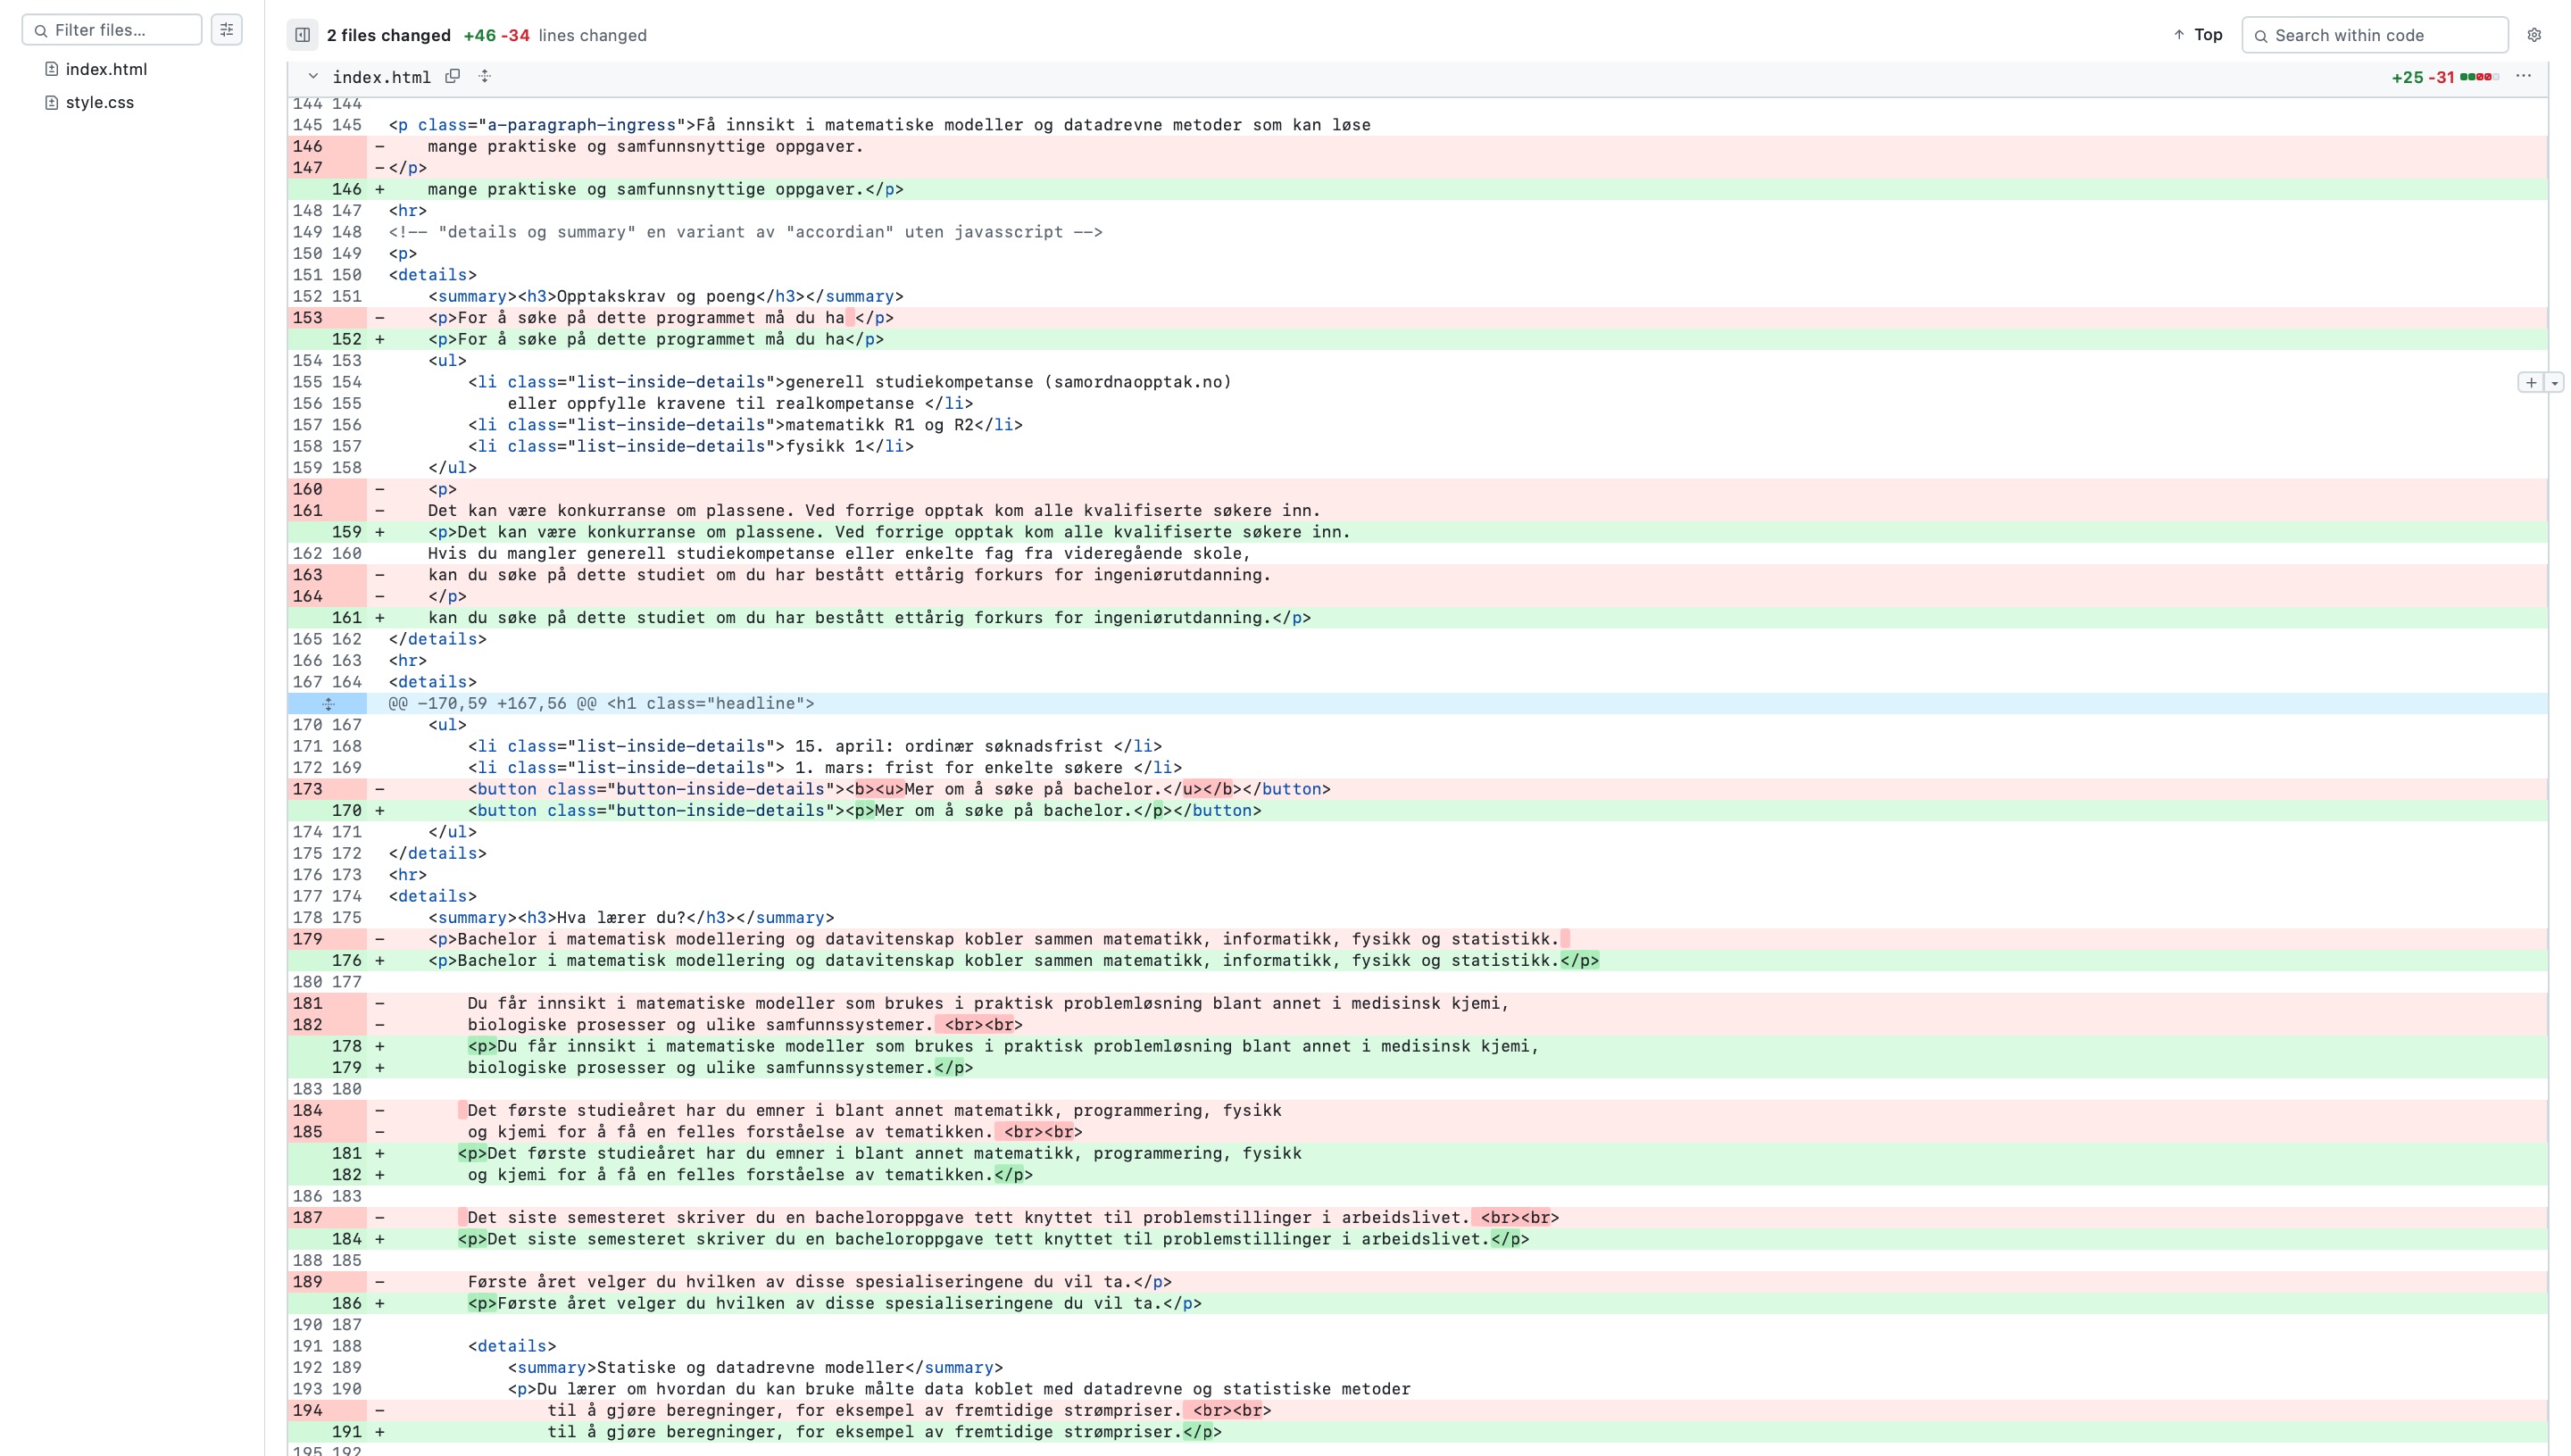 Filter files...
index.html
style.css
2 files changed +46 -34 lines changed
Top
Search within code
index.html
+25 -31
144 144
145 145 <p class="a-paragraph-ingress">Få innsikt i matematiske modeller og datadrevne metoder som kan løse
146 - mange praktiske og samfunnsnyttige oppgaver.
147 -</p>
146 + mange praktiske og samfunnsnyttige oppgaver.</p>
148 147 <hr>
149 148 <!-- "details og summary" en variant av "accordian" uten javasscript -->
150 149 <p>
151 150 <details>
152 151 <summary><h3>Opptakskrav og poeng</h3></summary>
153 - <p>For å søke på dette programmet må du ha </p>
152 + <p>For å søke på dette programmet må du ha</p>
154 153 <ul>
155 154 <li class="list-inside-details">generell studiekompetanse (samordnaopptak.no)
156 155 eller oppfylle kravene til realkompetanse </li>
157 156 <li class="list-inside-details">matematikk R1 og R2</li>
158 157 <li class="list-inside-details">fysikk 1</li>
159 158 </ul>
160 - <p>
161 - Det kan være konkurranse om plassene. Ved forrige opptak kom alle kvalifiserte søkere inn.
159 + <p>Det kan være konkurranse om plassene. Ved forrige opptak kom alle kvalifiserte søkere inn.
162 160 Hvis du mangler generell studiekompetanse eller enkelte fag fra videregående skole,
163 - kan du søke på dette studiet om du har bestått ettårig forkurs for ingeniørutdanning.
164 - </p>
161 + kan du søke på dette studiet om du har bestått ettårig forkurs for ingeniørutdanning.</p>
165 162 </details>
166 163 <hr>
167 164 <details>
@@ -170,59 +167,56 @@ <h1 class="headline">
170 167 <ul>
171 168 <li class="list-inside-details"> 15. april: ordinær søknadsfrist </li>
172 169 <li class="list-inside-details"> 1. mars: frist for enkelte søkere </li>
173 - <button class="button-inside-details"><b><u>Mer om å søke på bachelor.</u></b></button>
170 + <button class="button-inside-details"><p>Mer om å søke på bachelor.</p></button>
174 171 </ul>
175 172 </details>
176 173 <hr>
177 174 <details>
178 175 <summary><h3>Hva lærer du?</h3></summary>
179 - <p>Bachelor i matematisk modellering og datavitenskap kobler sammen matematikk, informatikk, fysikk og statistikk.
176 + <p>Bachelor i matematisk modellering og datavitenskap kobler sammen matematikk, informatikk, fysikk og statistikk.</p>
180 177
181 - Du får innsikt i matematiske modeller som brukes i praktisk problemløsning blant annet i medisinsk kjemi,
182 - biologiske prosesser og ulike samfunnssystemer. <br><br>
178 + <p>Du får innsikt i matematiske modeller som brukes i praktisk problemløsning blant annet i medisinsk kjemi,
179 + biologiske prosesser og ulike samfunnssystemer.</p>
183 180
184 - Det første studieåret har du emner i blant annet matematikk, programmering, fysikk
185 - og kjemi for å få en felles forståelse av tematikken. <br><br>
181 + <p>Det første studieåret har du emner i blant annet matematikk, programmering, fysikk
182 + og kjemi for å få en felles forståelse av tematikken.</p>
186 183
187 - Det siste semesteret skriver du en bacheloroppgave tett knyttet til problemstillinger i arbeidslivet. <br><br>
184 + <p>Det siste semesteret skriver du en bacheloroppgave tett knyttet til problemstillinger i arbeidslivet.</p>
188 185
189 - Første året velger du hvilken av disse spesialiseringene du vil ta.</p>
186 + <p>Første året velger du hvilken av disse spesialiseringene du vil ta.</p>
190 187
191 188 <details>
192 189 <summary>Statiske og datadrevne modeller</summary>
193 190 <p>Du lærer om hvordan du kan bruke målte data koblet med datadrevne og statistiske metoder
194 - til å gjøre beregninger, for eksempel av fremtidige strømpriser. <br><br>
191 + til å gjøre beregninger, for eksempel av fremtidige strømpriser.</p>
195 192